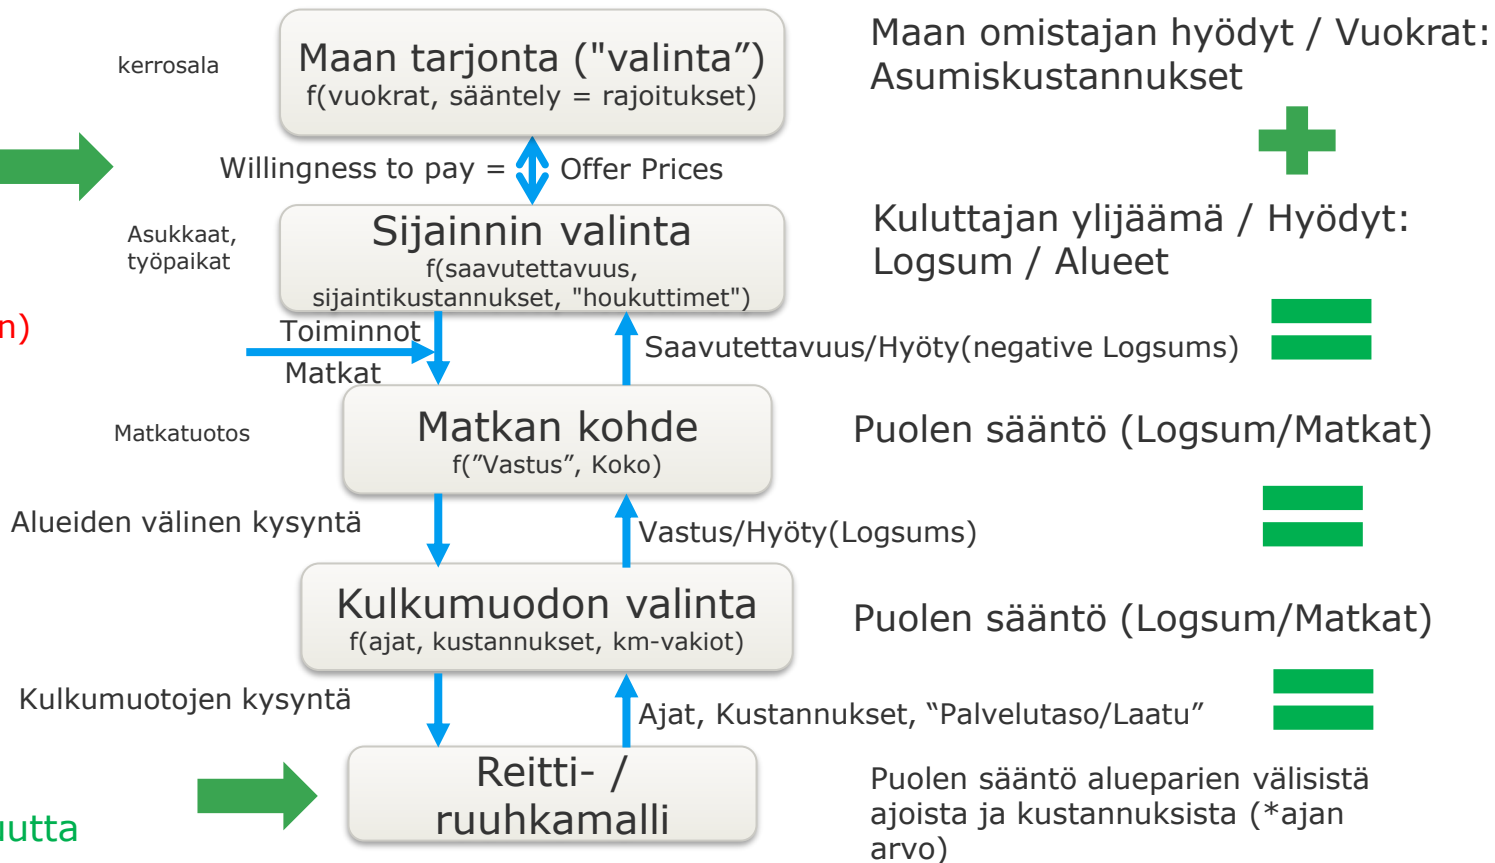 Maan tarjonta ("valinta”)
f(vuokrat, sääntely = rajoitukset)
kerrosala
Maan omistajan hyödyt / Vuokrat:
Asumiskustannukset
Willingness to pay =
Offer Prices
Asukkaat,
työpaikat
Sijainnin valinta
f(saavutettavuus,
sijaintikustannukset, "houkuttimet")
Kuluttajan ylijäämä / Hyödyt:
Logsum / Alueet
n)
Toiminnot
Matkat
Saavutettavuus/Hyöty(negative Logsums)
Matkatuotos
Matkan kohde
f(”Vastus”, Koko)
Puolen sääntö (Logsum/Matkat)
Alueiden välinen kysyntä
Vastus/Hyöty(Logsums)
Kulkumuodon valinta
f(ajat, kustannukset, km-vakiot)
Puolen sääntö (Logsum/Matkat)
Kulkumuotojen kysyntä
Ajat, Kustannukset, “Palvelutaso/Laatu”
Reitti- /
ruuhkamalli
Puolen sääntö alueparien välisistä
ajoista ja kustannuksista (*ajan
arvo)
utta